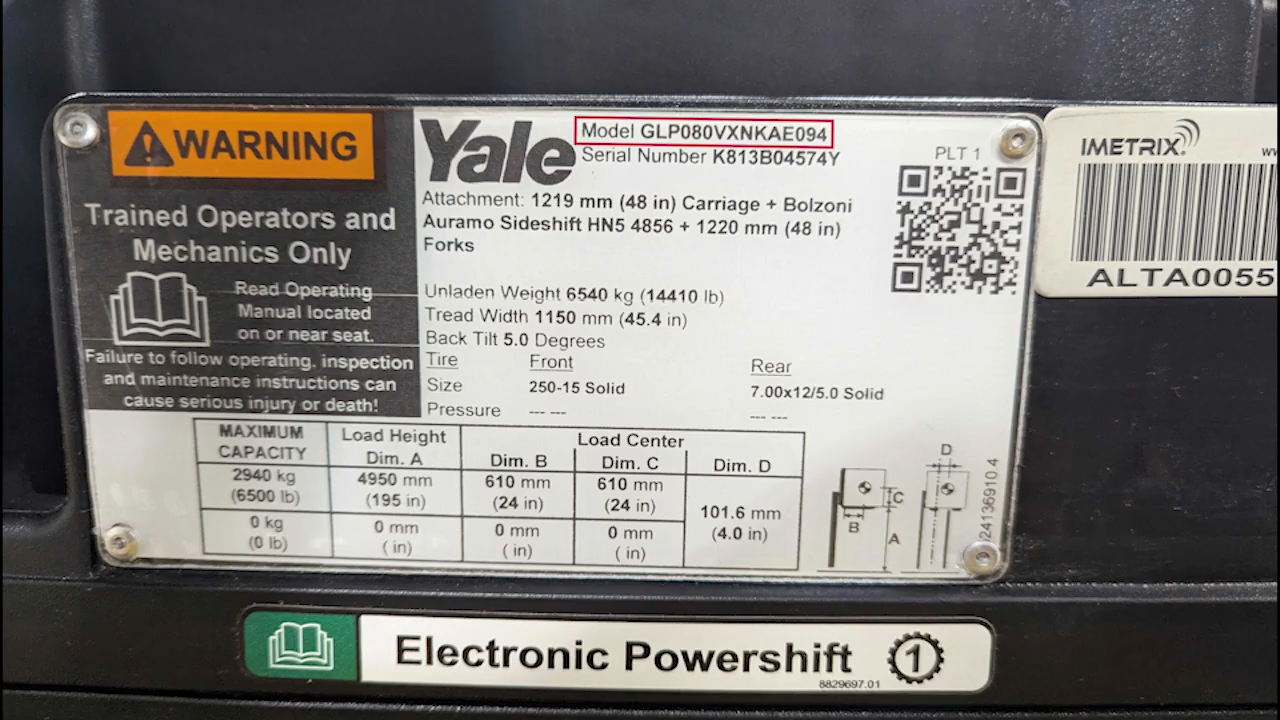 WARNING
Trained Operators and
Mechanics Only
Read Operating
Manual located
on or near seat.
Failure to follow operating, inspection
and maintenance instructions can
cause serious injury or death!
Yale
Model GLP080VXNKAE094
Serial Number K813B04574Y
PLT 1
Attachment: 1219 mm (48 in) Carriage + Bolzoni
Auramo Sideshift HN5 4856 + 1220 mm (48 in)
Forks
Unladen Weight 6540 kg (14410 lb)
Tread Width 1150 mm (45.4 in)
Back Tilt 5.0 Degrees
Tire Front Rear
Size 250-15 Solid 7.00x12/5.0 Solid
Pressure --- --- --- ---
MAXIMUM CAPACITY Load Height Dim. A Load Center
Dim. B Dim. C Dim. D
2940 kg 4950 mm 610 mm 610 mm 101.6 mm
(6500 lb) (195 in) (24 in) (24 in) (4.0 in)
0 kg 0 mm 0 mm 0 mm
(0 lb) ( in) ( in) ( in)
B C A
D
24136910.4
IMETRIX
ALTA0055
Electronic Powershift 1
8829697.01